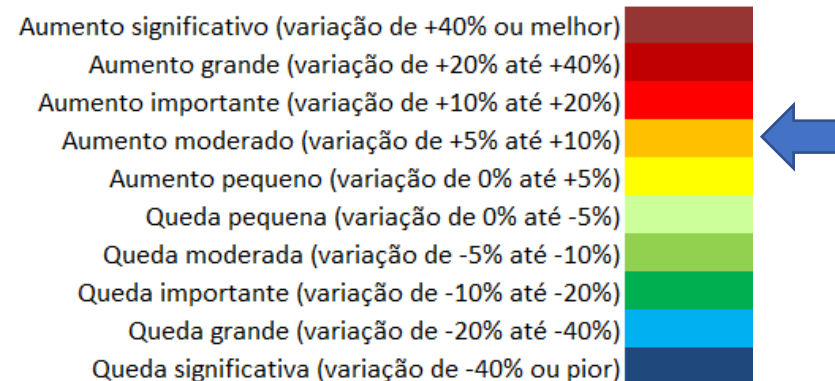 Aumento significativo (variação de +40% ou melhor)
Aumento grande (variação de +20% até +40%)
Aumento importante (variação de +10% até +20%)
Aumento moderado (variação de +5% até +10%)
Aumento pequeno (variação de 0% até +5%)
Queda pequena (variação de 0% até -5%)
Queda moderada (variação de -5% até -10%)
Queda importante (variação de -10% até -20%)
Queda grande (variação de -20% até -40%)
Queda significativa (variação de -40% ou pior)